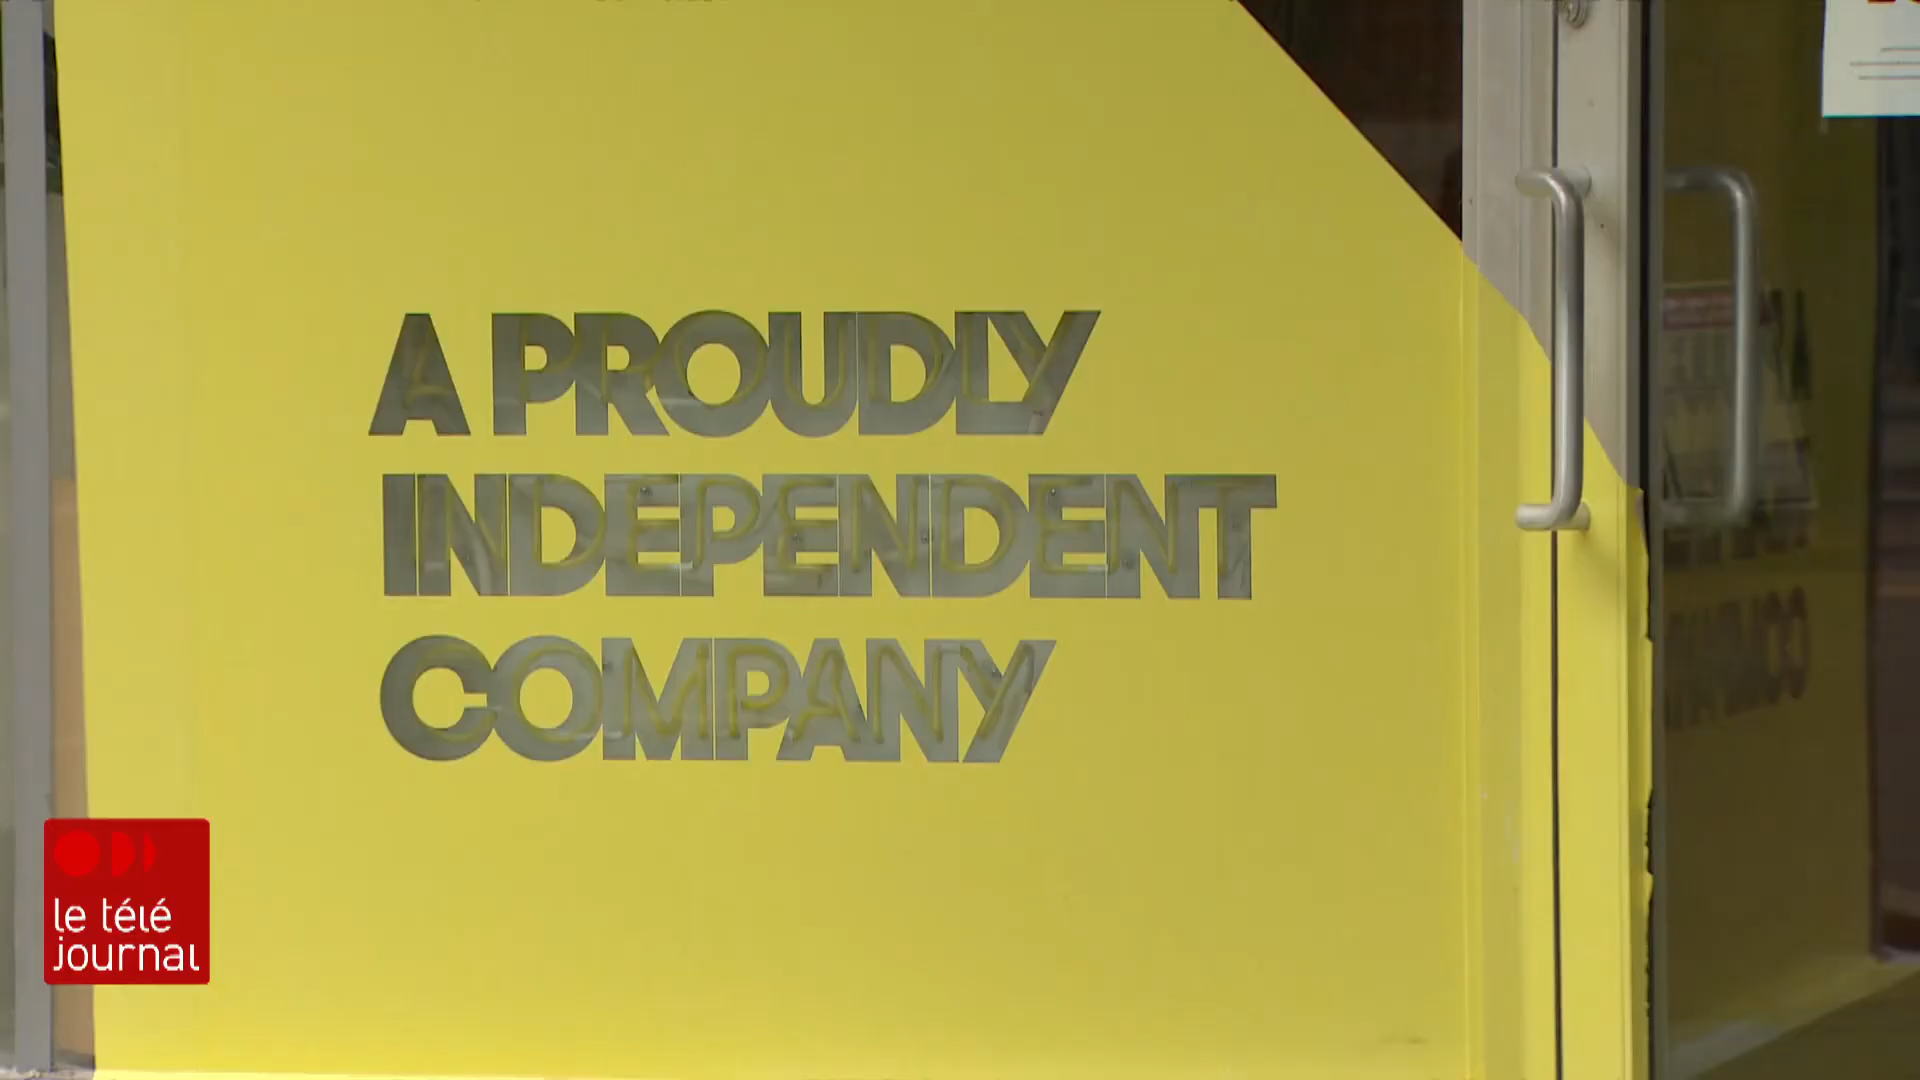 A PROUDLY
INDEPENDENT
COMPANY
le télé
journal